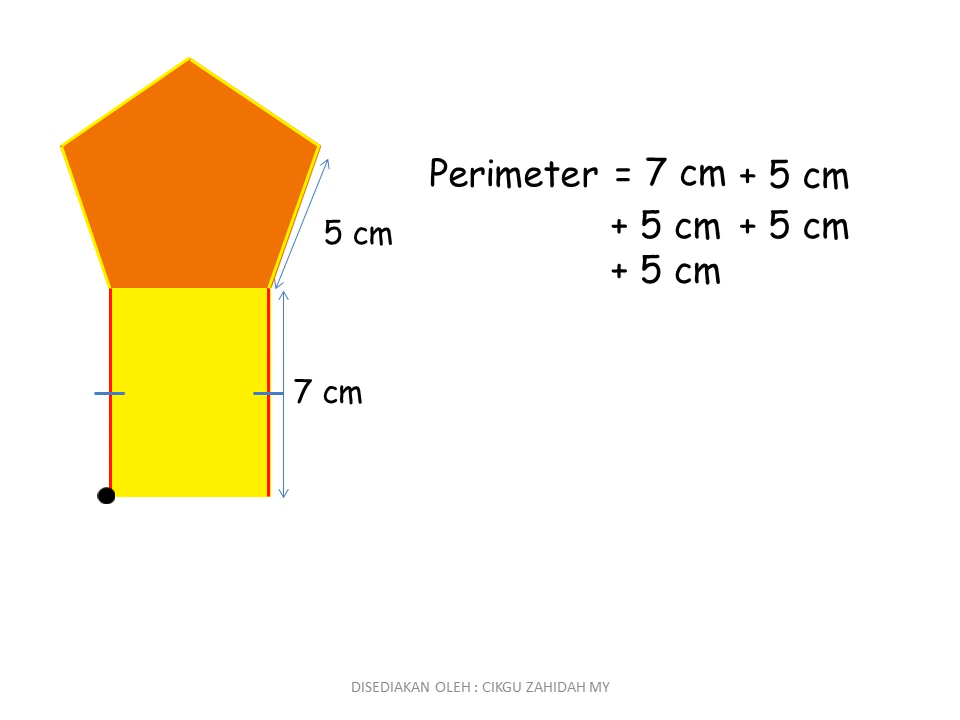 Perimeter = 7 cm + 5 cm
+ 5 cm + 5 cm
+ 5 cm
5 cm
7 cm
DISEDIAKAN OLEH : CIKGU ZAHIDAH MY